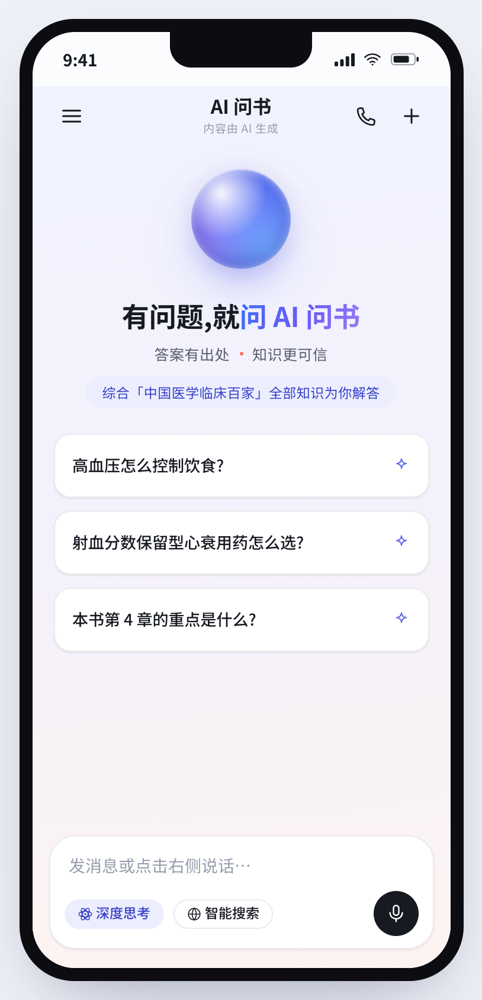 9:41
AI 问书
内容由 AI 生成
有问题,就问 AI 问书
答案有出处 • 知识更可信
综合「中国医学临床百家」全部知识为你解答
高血压怎么控制饮食?
射血分数保留型心衰用药怎么选?
本书第 4 章的重点是什么?
发消息或点击右侧说话…
深度思考
智能搜索